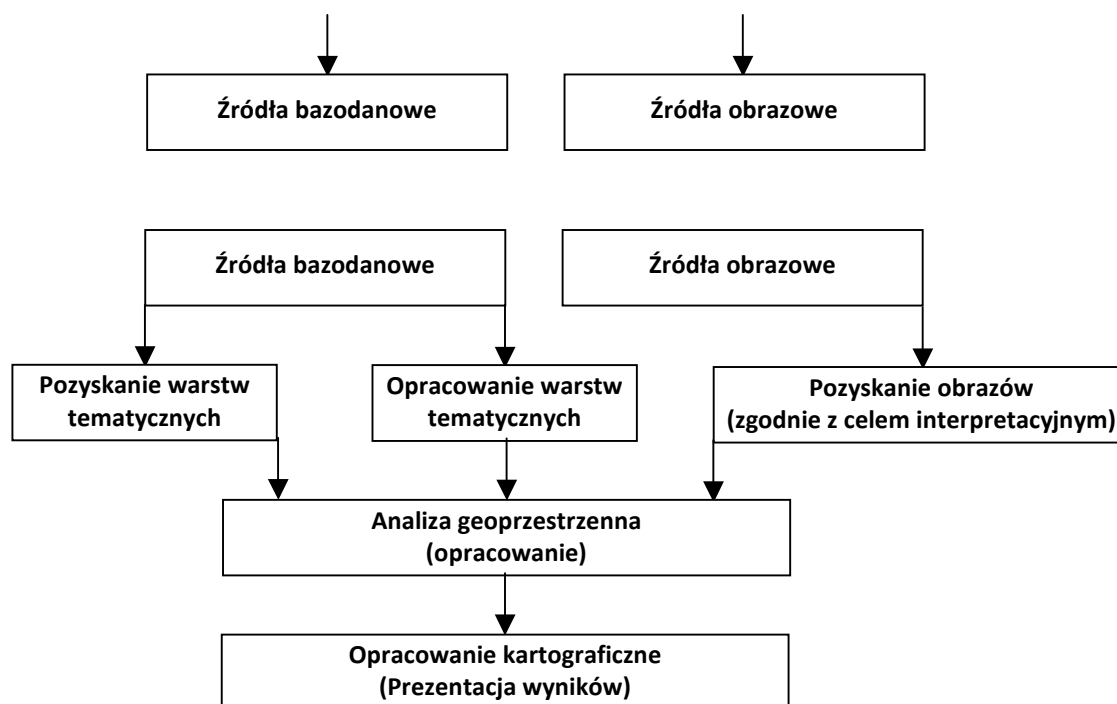 Źródła bazodanowe
Źródła obrazowe
Źródła bazodanowe
Źródła obrazowe
Pozyskanie warstw
tematycznych
Opracowanie warstw
tematycznych
Pozyskanie obrazów
(zgodnie z celem interpretacyjnym)
Analiza geoprzestrzenna
(opracowanie)
Opracowanie kartograficzne
(Prezentacja wyników)